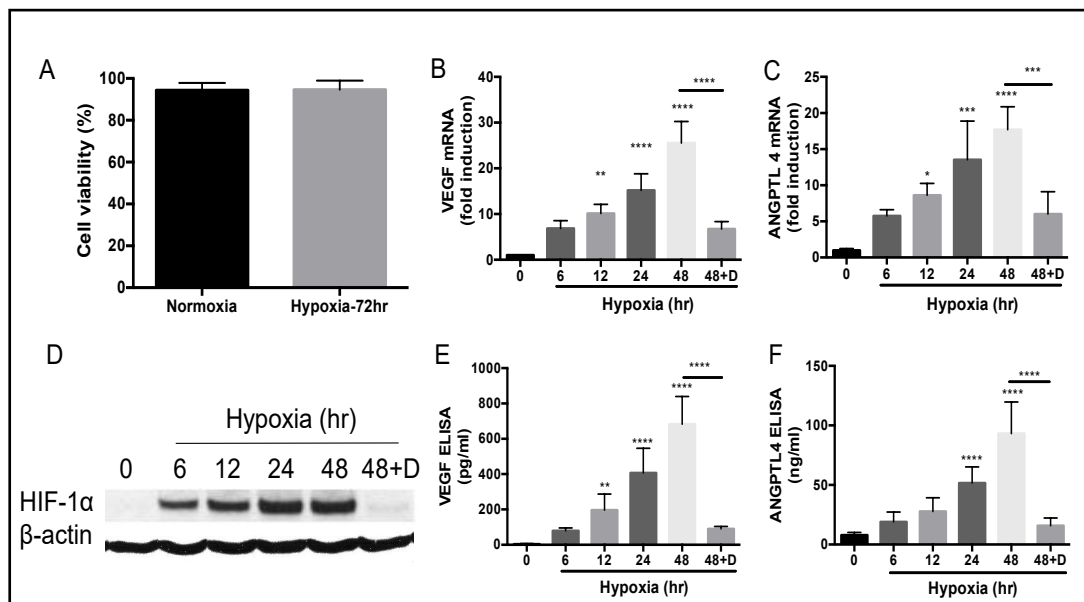 A
Cell viability (%)
100
80
60
40
20
0
Normoxia Hypoxia-72hr
B
VEGF mRNA
(fold induction)
40
30
20
10
0
**
****
****
****
0 6 12 24 48 48+D
Hypoxia (hr)
C
ANGPTL 4 mRNA
(fold induction)
25
20
15
10
5
0
*
***
****
***
0 6 12 24 48 48+D
Hypoxia (hr)
D
Hypoxia (hr)
0 6 12 24 48 48+D
HIF-1α
β-actin
E
VEGF ELISA
(pg/ml)
1000
800
600
400
200
0
**
****
****
****
0 6 12 24 48 48+D
Hypoxia (hr)
F
ANGPTL4 ELISA
(ng/ml)
150
100
50
0
****
****
****
0 6 12 24 48 48+D
Hypoxia (hr)